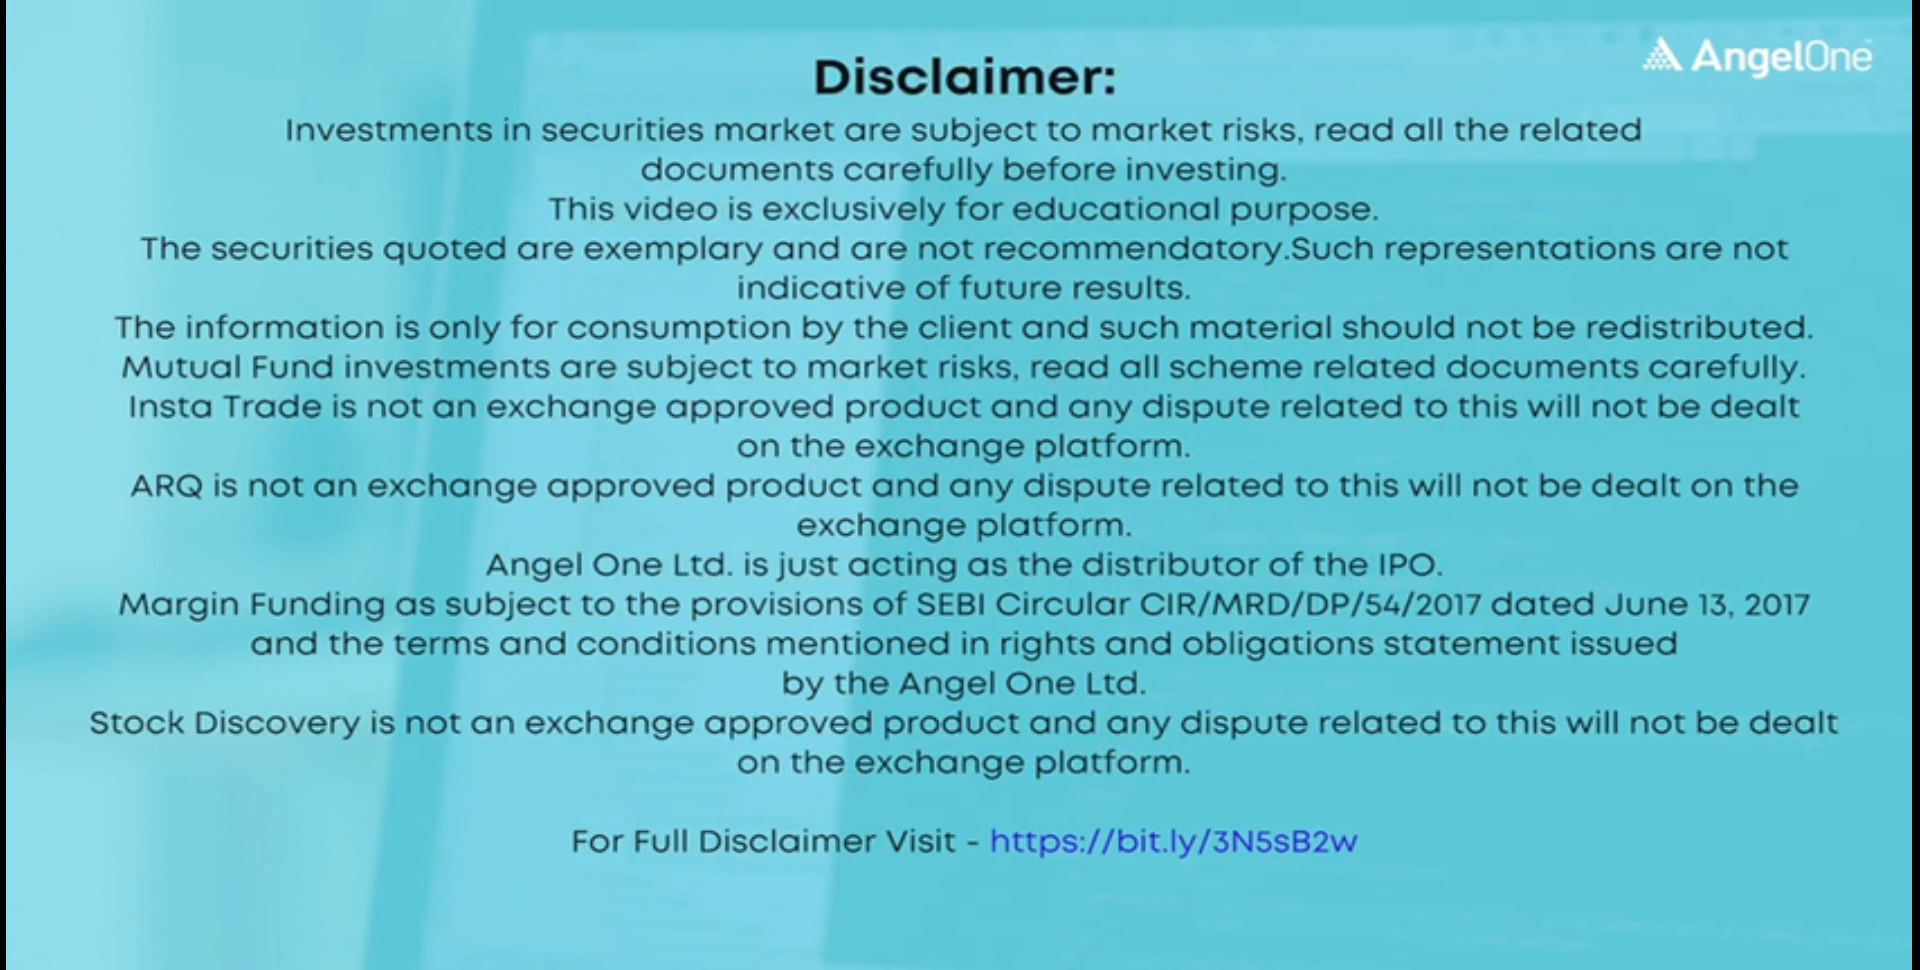 AngelOne
Disclaimer:
Investments in securities market are subject to market risks, read all the related
documents carefully before investing.
This video is exclusively for educational purpose.
The securities quoted are exemplary and are not recommendatory.Such representations are not
indicative of future results.
The information is only for consumption by the client and such material should not be redistributed.
Mutual Fund investments are subject to market risks, read all scheme related documents carefully.
Insta Trade is not an exchange approved product and any dispute related to this will not be dealt
on the exchange platform.
ARQ is not an exchange approved product and any dispute related to this will not be dealt on the
exchange platform.
Angel One Ltd. is just acting as the distributor of the IPO.
Margin Funding as subject to the provisions of SEBI Circular CIR/MRD/DP/54/2017 dated June 13, 2017
and the terms and conditions mentioned in rights and obligations statement issued
by the Angel One Ltd.
Stock Discovery is not an exchange approved product and any dispute related to this will not be dealt
on the exchange platform.
For Full Disclaimer Visit - https://bit.ly/3N5sB2w